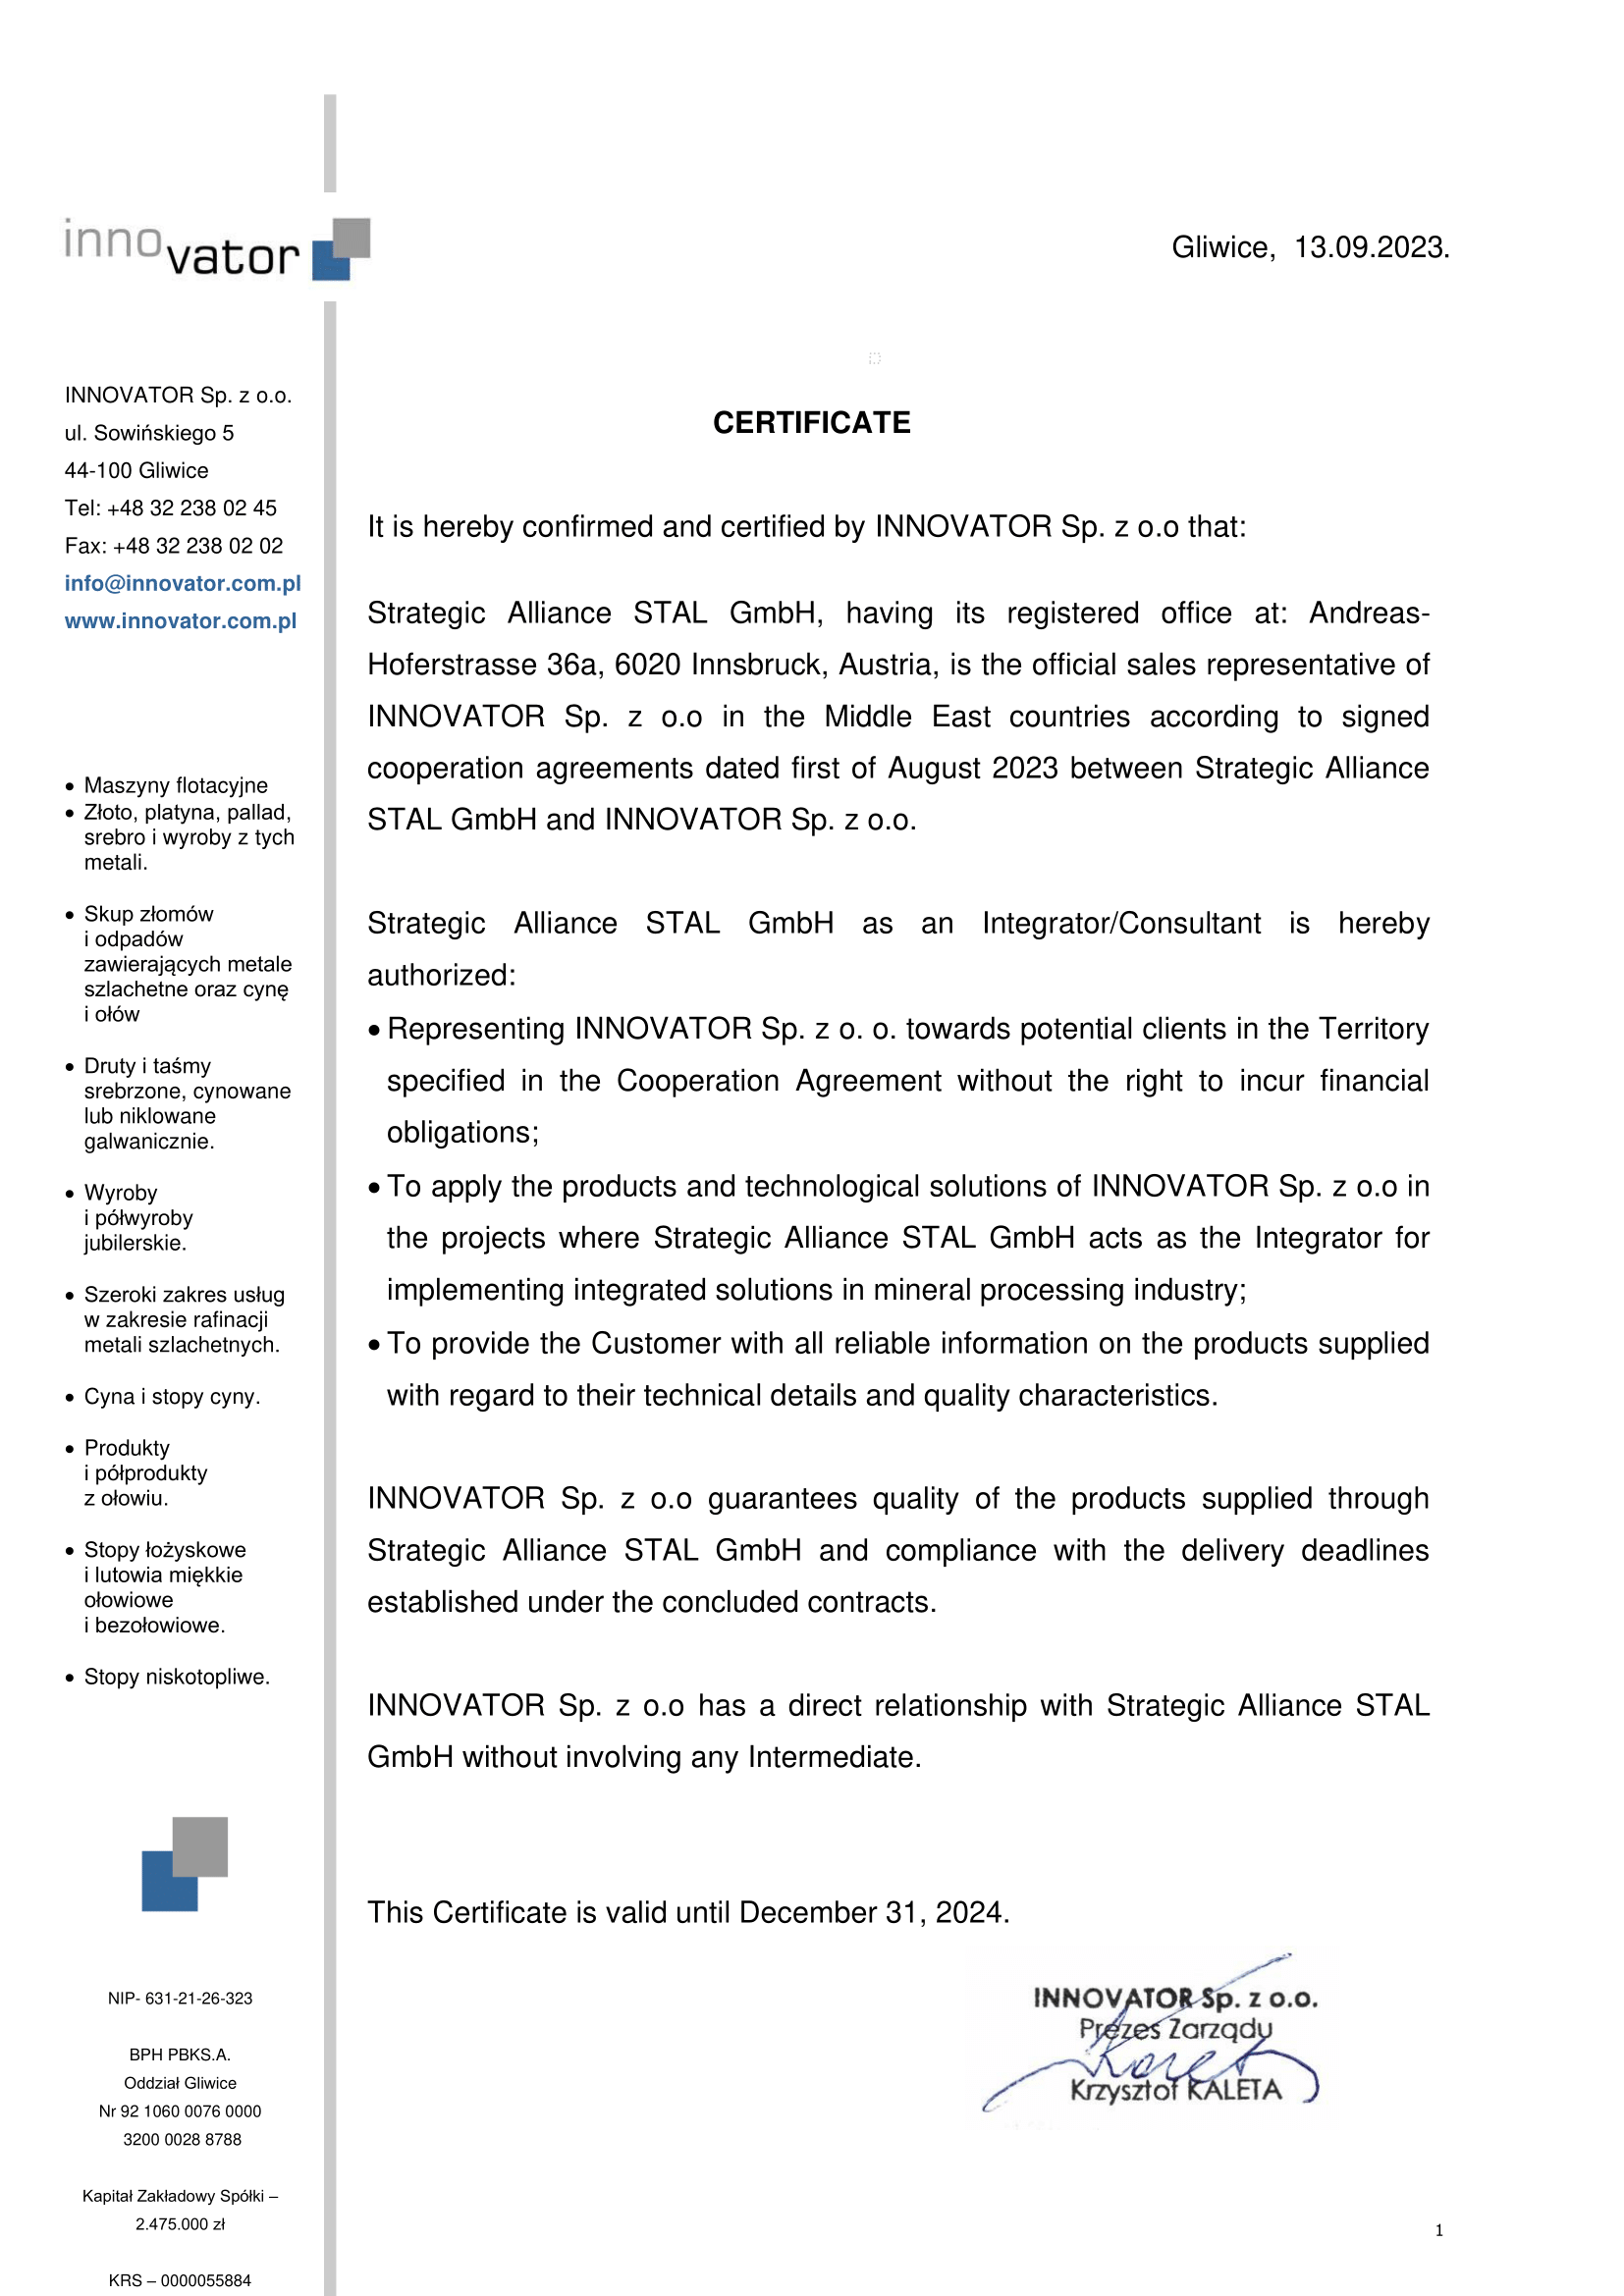 innovator
Gliwice, 13.09.2023.
INNOVATOR Sp. z o.o.
ul. Sowińskiego 5
44-100 Gliwice
Tel: +48 32 238 02 45
Fax: +48 32 238 02 02
info@innovator.com.pl
www.innovator.com.pl
• Maszyny flotacyjne
• Złoto, platyna, pallad,
srebro i wyroby z tych
metali.
• Skup złomów
i odpadów
zawierających metale
szlachetne oraz cynę
i ołów
• Druty i taśmy
srebrzone, cynowane
lub niklowane
galwanicznie.
• Wyroby
i półwyroby
jubilerskie.
• Szeroki zakres usług
w zakresie rafinacji
metali szlachetnych.
• Cyna i stopy cyny.
• Produkty
i półprodukty
z ołowiu.
• Stopy łożyskowe
i lutowia miękkie
ołowiowe
i bezołowiowe.
• Stopy niskotopliwe.
NIP- 631-21-26-323
BPH PBKS.A.
Oddział Gliwice
Nr 92 1060 0076 0000
3200 0028 8788
Kapitał Zakładowy Spółki –
2.475.000 zł
KRS – 0000055884
CERTIFICATE
It is hereby confirmed and certified by INNOVATOR Sp. z o.o that:
Strategic Alliance STAL GmbH, having its registered office at: Andreas-
Hoferstrasse 36a, 6020 Innsbruck, Austria, is the official sales representative of
INNOVATOR Sp. z o.o in the Middle East countries according to signed
cooperation agreements dated first of August 2023 between Strategic Alliance
STAL GmbH and INNOVATOR Sp. z o.o.
Strategic Alliance STAL GmbH as an Integrator/Consultant is hereby
authorized:
• Representing INNOVATOR Sp. z o. o. towards potential clients in the Territory
specified in the Cooperation Agreement without the right to incur financial
obligations;
• To apply the products and technological solutions of INNOVATOR Sp. z o.o in
the projects where Strategic Alliance STAL GmbH acts as the Integrator for
implementing integrated solutions in mineral processing industry;
• To provide the Customer with all reliable information on the products supplied
with regard to their technical details and quality characteristics.
INNOVATOR Sp. z o.o guarantees quality of the products supplied through
Strategic Alliance STAL GmbH and compliance with the delivery deadlines
established under the concluded contracts.
INNOVATOR Sp. z o.o has a direct relationship with Strategic Alliance STAL
GmbH without involving any Intermediate.
This Certificate is valid until December 31, 2024.
INNOVATOR Sp. z o.o.
Prezes Zarządu
Krzysztof KALETA
1